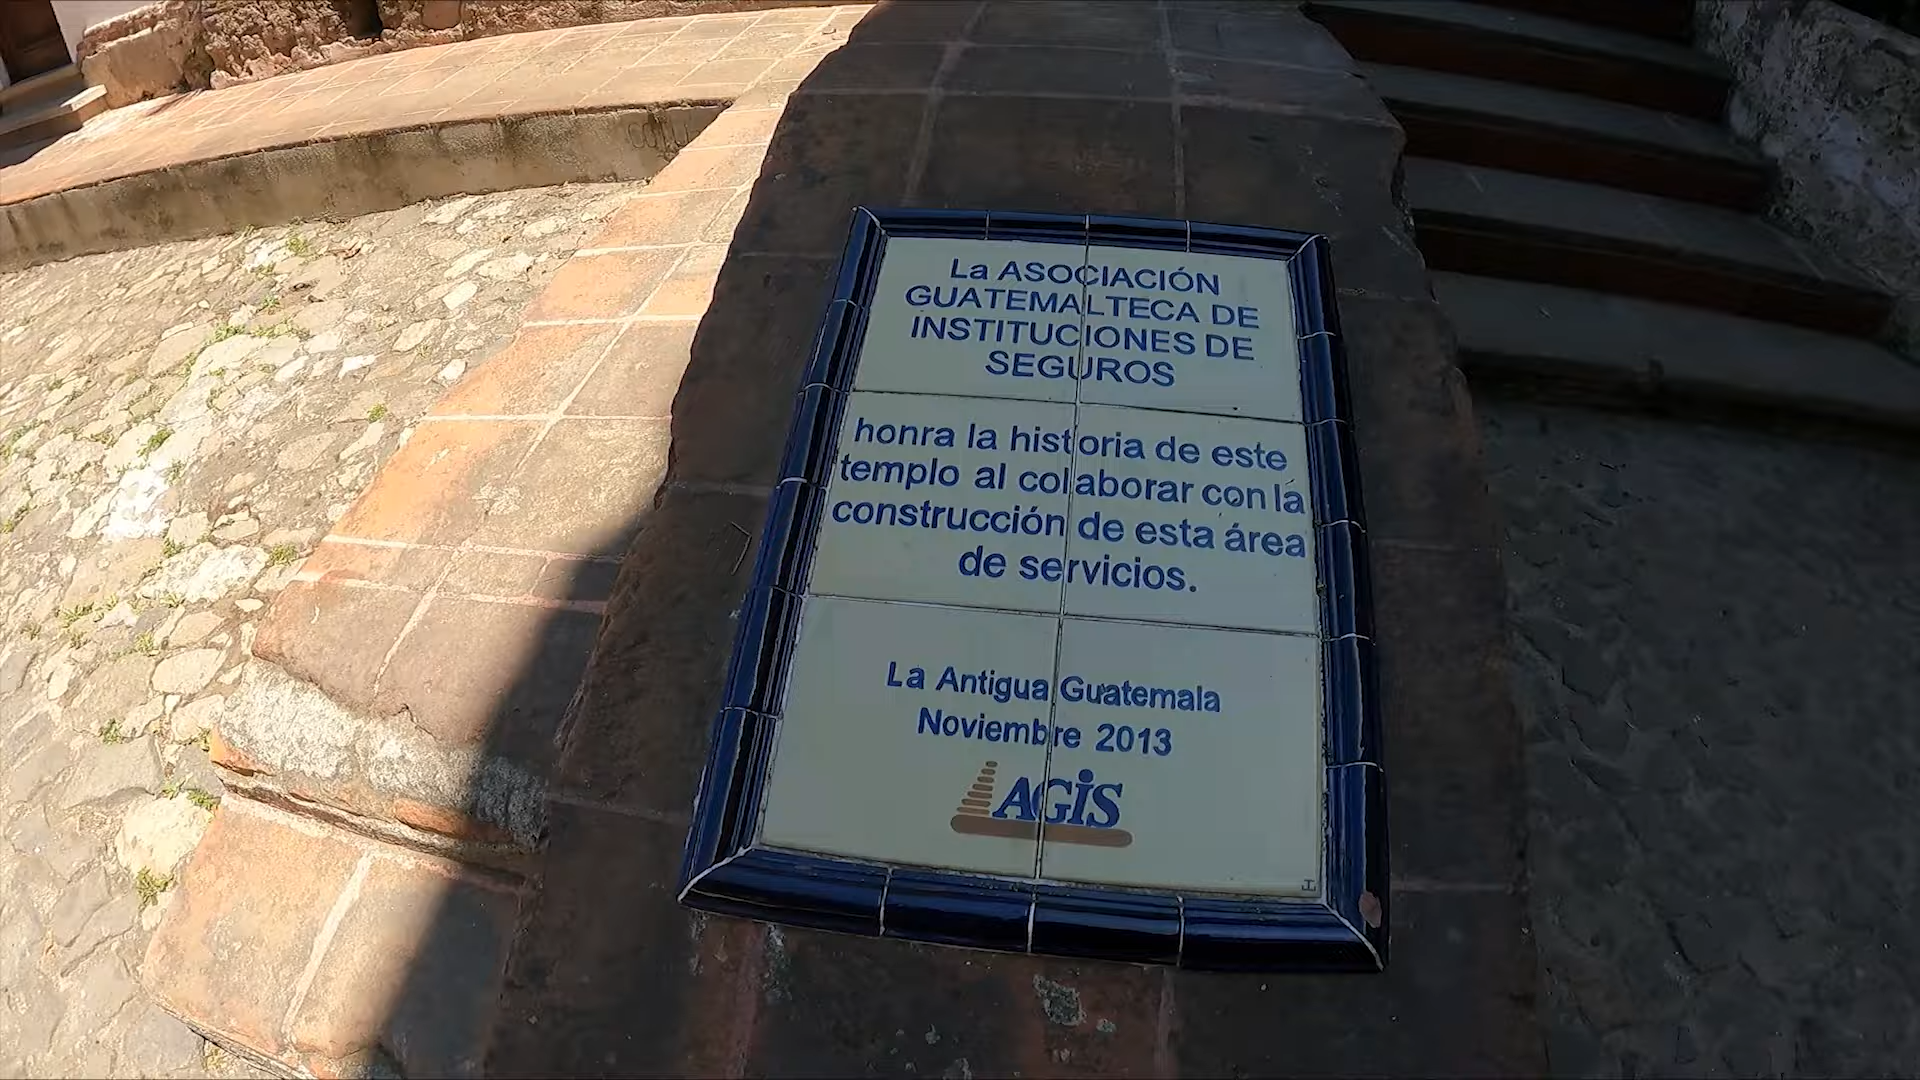 La ASOCIACIÓN
GUATEMALTECA DE
INSTITUCIONES DE
SEGUROS
honra la historia de este
templo al colaborar con la
construcción de esta área
de servicios.
La Antigua Guatemala
Noviembre 2013
AGIS